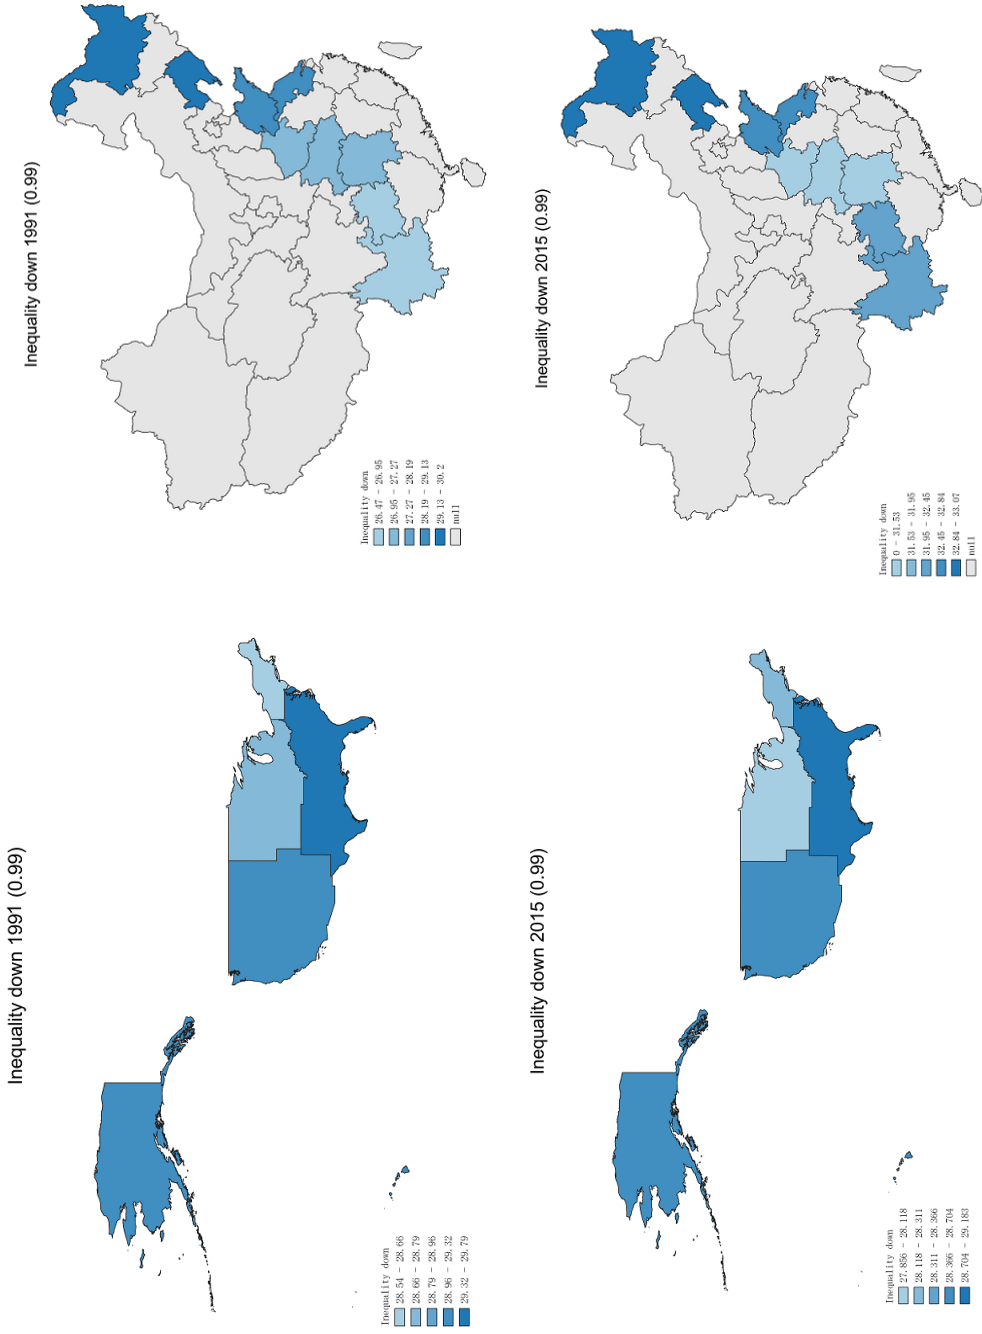 Inequality down 1991 (0.99)
Inequality down
28.54 - 28.66
28.66 - 28.79
28.79 - 28.96
28.96 - 29.32
29.32 - 29.79
Inequality down 1991 (0.99)
Inequality down
26.47 - 26.95
26.95 - 27.27
27.27 - 28.19
28.19 - 29.13
29.13 - 30.2
null
Inequality down 2015 (0.99)
Inequality down
27.856 - 28.118
28.118 - 28.311
28.311 - 28.366
28.366 - 28.704
28.704 - 29.183
Inequality down 2015 (0.99)
Inequality down
0 - 31.53
31.53 - 31.95
31.95 - 32.45
32.45 - 32.84
32.84 - 33.07
null